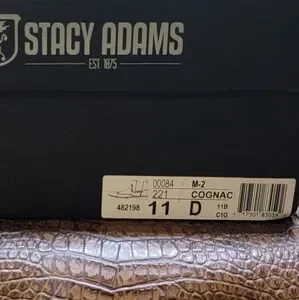 STACY ADAMS
EST. 1875
00084 M-2
221 COGNAC
482198 11 D 11B
C1G